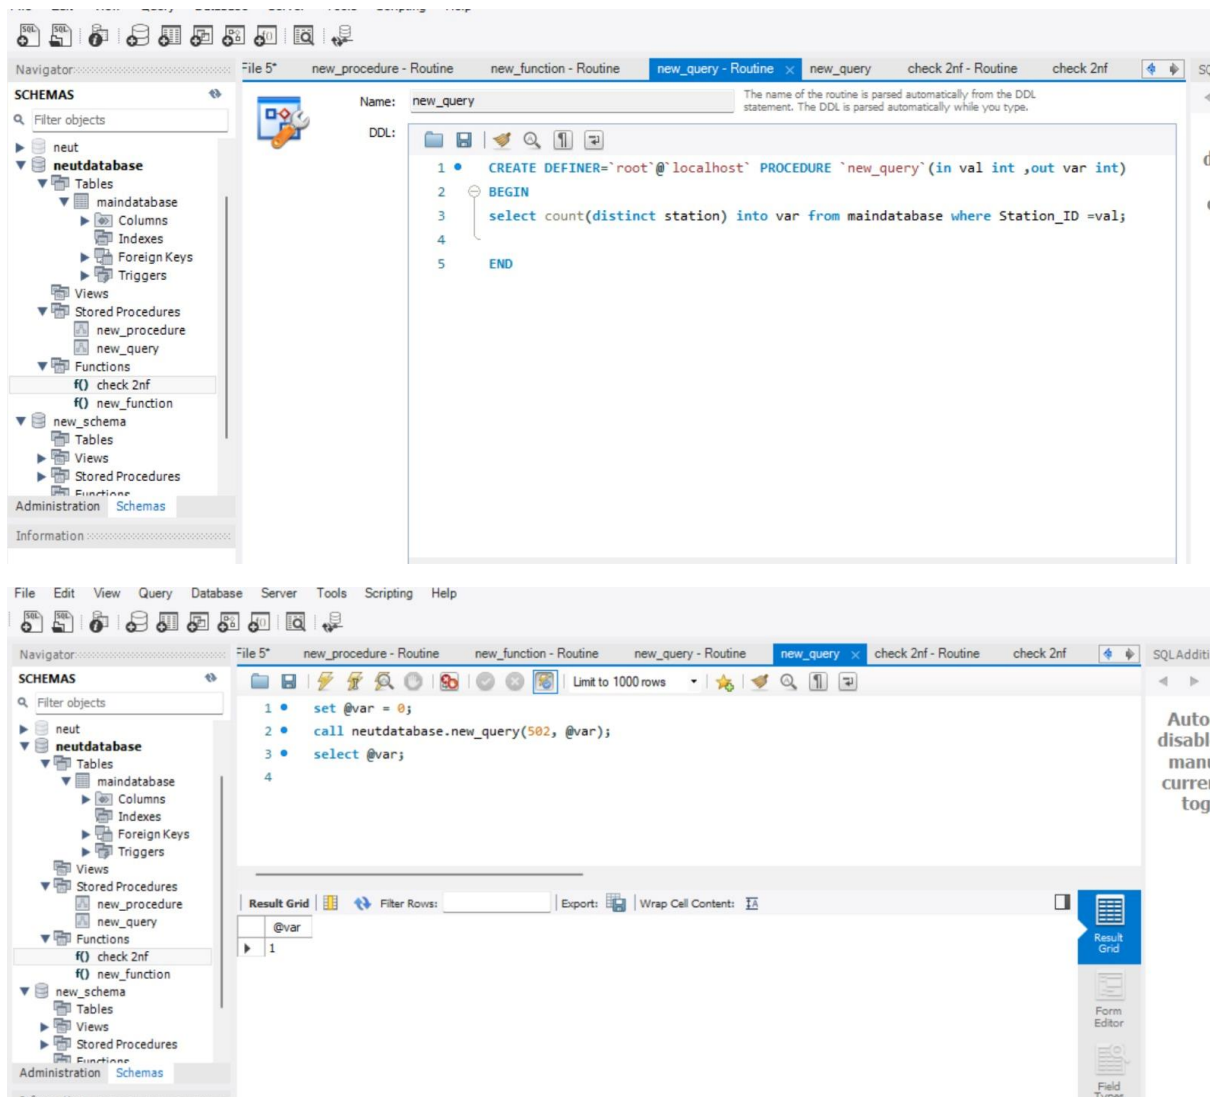 SQL
SQL
Navigator
SCHEMAS
Filter objects
neut
neutdatabase
Tables
maindatabase
Columns
Indexes
Foreign Keys
Triggers
Views
Stored Procedures
new_procedure
new_query
Functions
f() check 2nf
f() new_function
new_schema
Tables
Views
Stored Procedures
Functions
Administration Schemas
Information
File 5* new_procedure - Routine new_function - Routine new_query - Routine new_query check 2nf - Routine check 2nf
Name: new_query
The name of the routine is parsed automatically from the DDL
statement. The DDL is parsed automatically while you type.
DDL:
1 CREATE DEFINER=`root`@`localhost` PROCEDURE `new_query`(in val int ,out var int)
2 BEGIN
3 select count(distinct station) into var from maindatabase where Station_ID =val;
4
5 END
File Edit View Query Database Server Tools Scripting Help
SQL
SQL
Navigator
SCHEMAS
Filter objects
neut
neutdatabase
Tables
maindatabase
Columns
Indexes
Foreign Keys
Triggers
Views
Stored Procedures
new_procedure
new_query
Functions
f() check 2nf
f() new_function
new_schema
Tables
Views
Stored Procedures
Functions
Administration Schemas
File 5* new_procedure - Routine new_function - Routine new_query - Routine new_query check 2nf - Routine check 2nf
Limit to 1000 rows
1 set @var = 0;
2 call neutdatabase.new_query(502, @var);
3 select @var;
4
Result Grid Filter Rows: Export: Wrap Cell Content:
@var
1
Result
Grid
Form
Editor
Field
Types
SQLAdditi
Auto
disabl
man
curre
tog